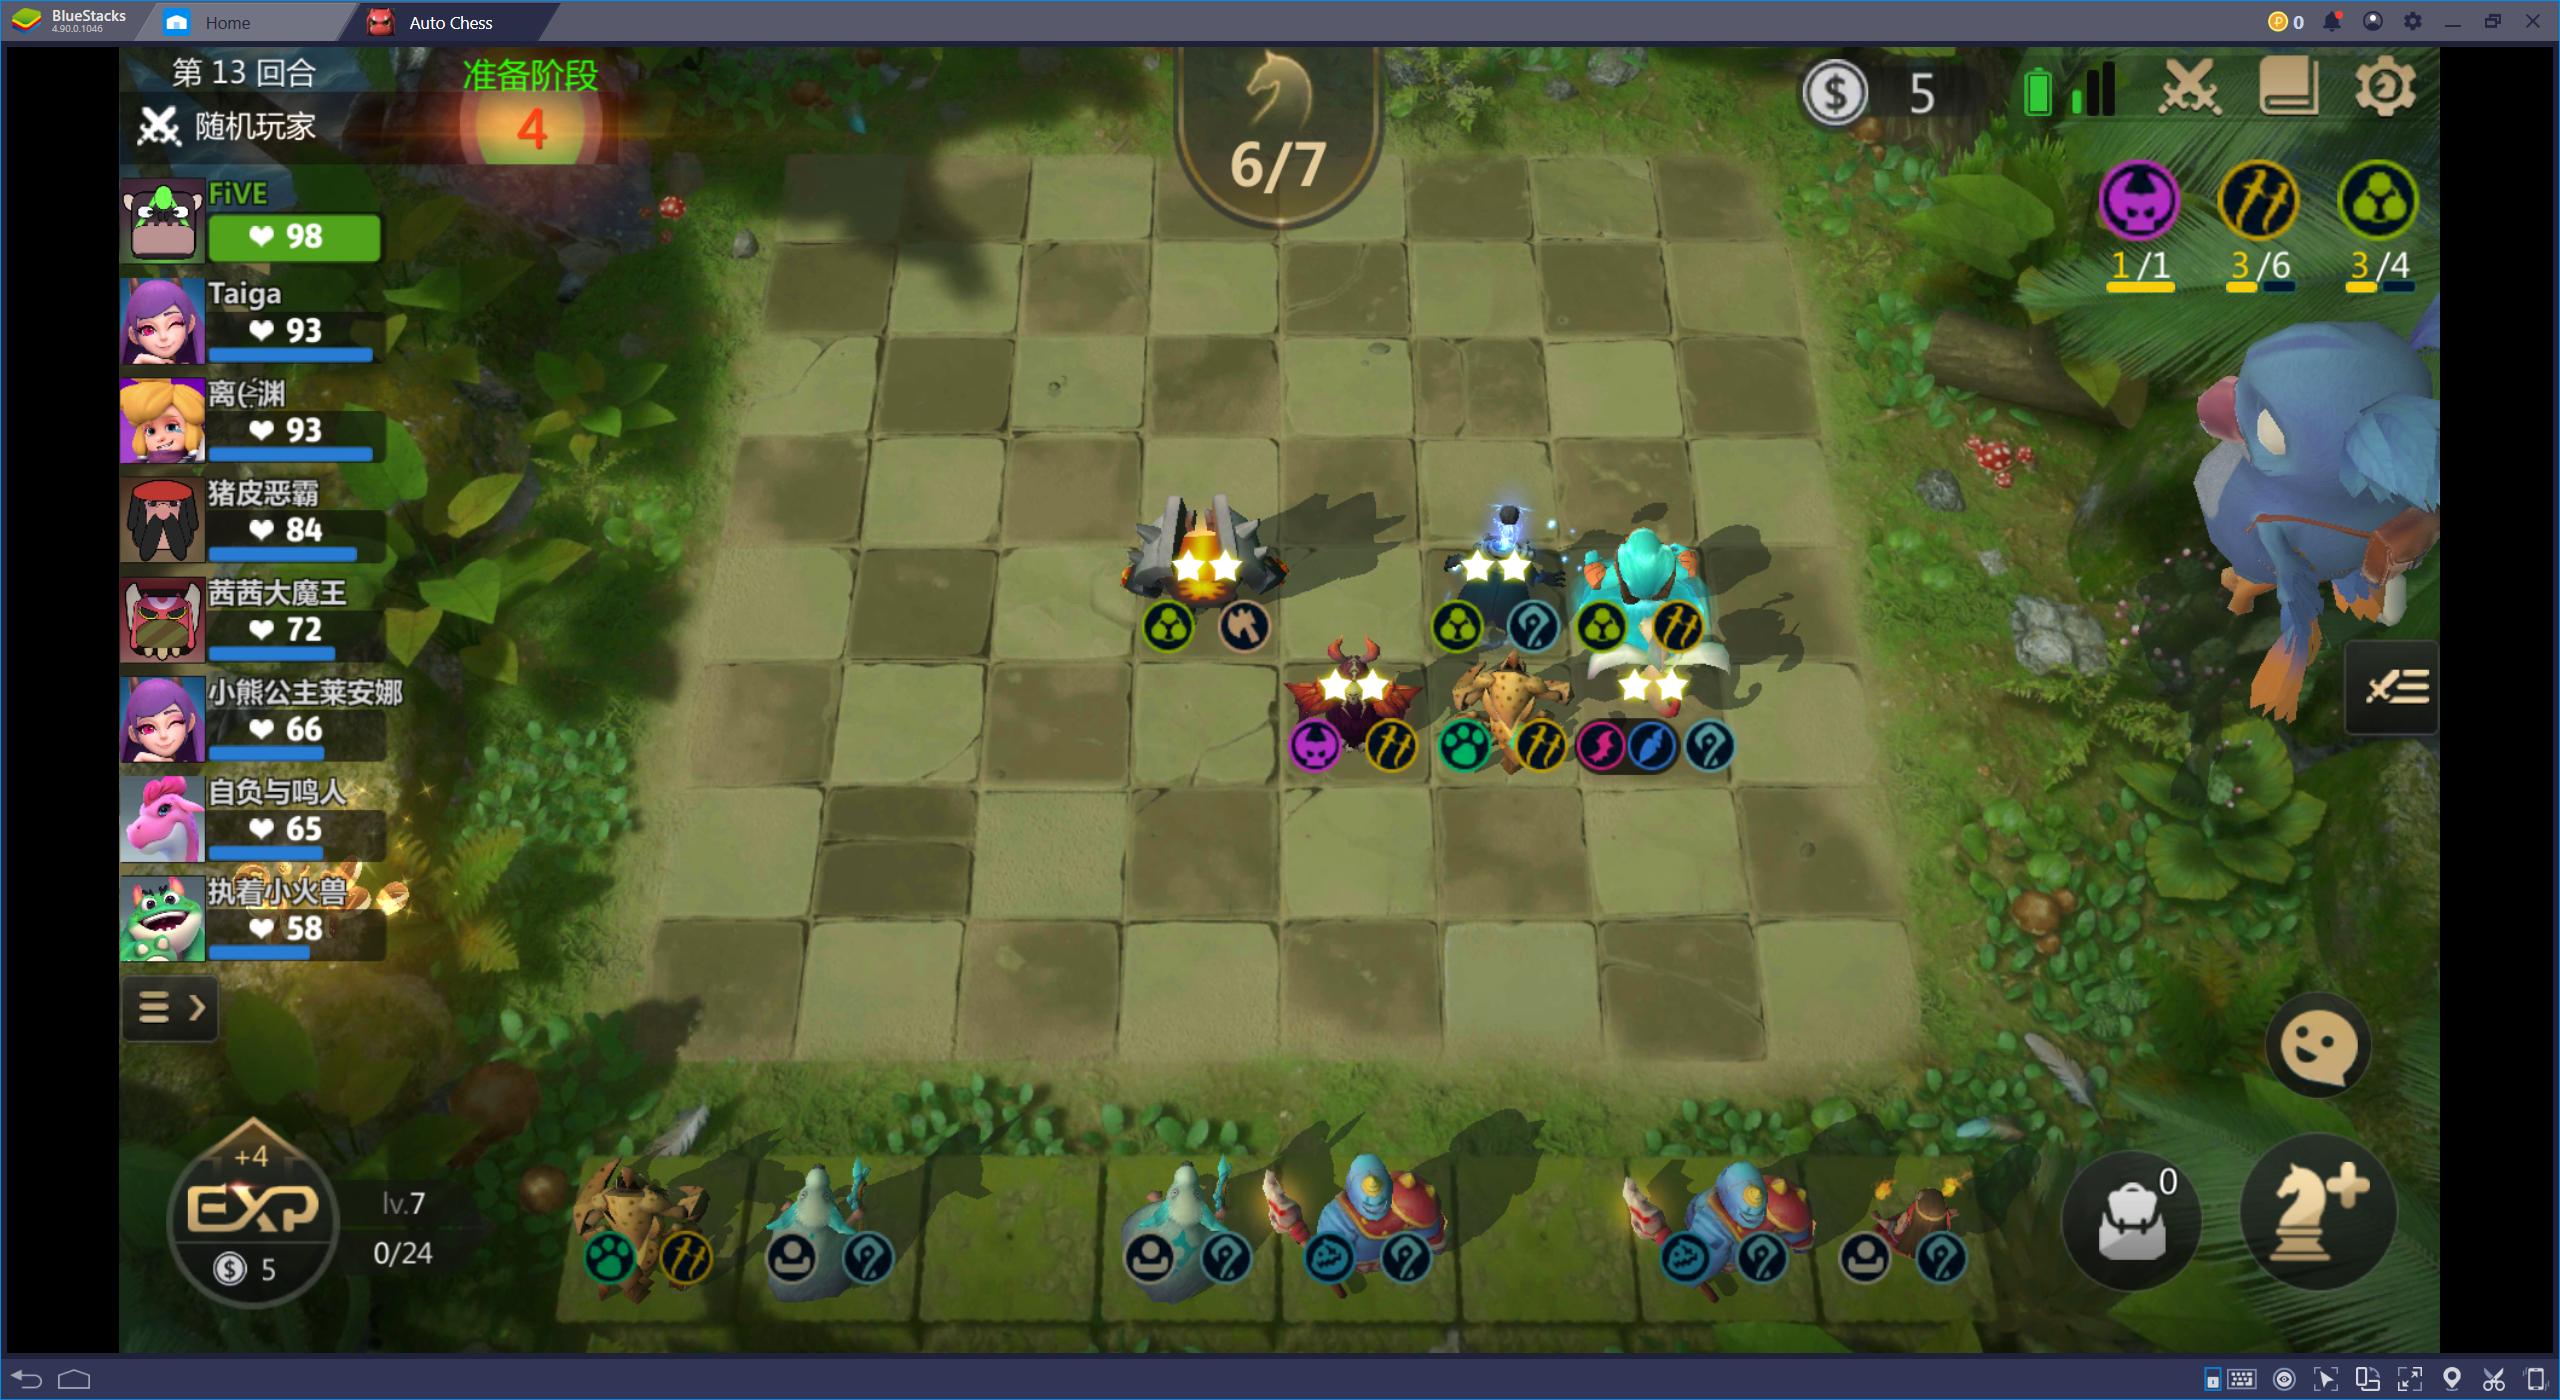 BlueStacks
4.90.0.1046
Home
Auto Chess
0
第 13 回合
准备阶段
随机玩家
4
6/7
5
1/1
3/6
3/4
FiVE
98
Taiga
93
93
猪皮恶霸
84
茜茜大魔王
72
小熊公主莱安娜
66
自负与鸣人
65
执着小火兽
58
+4
EXP
5
lv.7
0/24
0